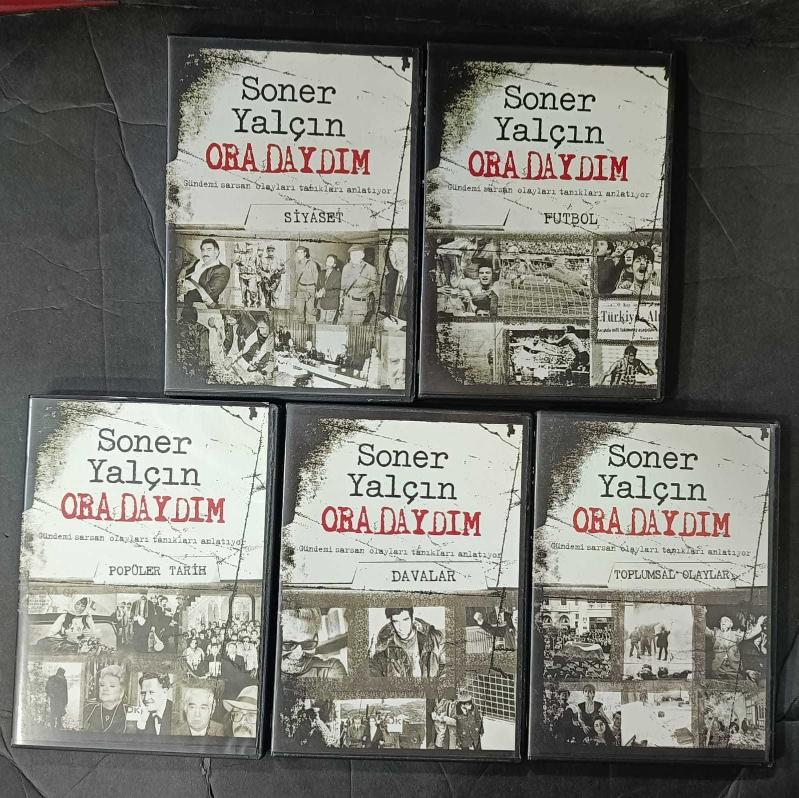 Soner
Yalçın
ORADAYDIM
Gündemi sarsan olayları tanıkları anlatıyor
SİYASET
Soner
Yalçın
ORADAYDIM
Gündemi sarsan olayları tanıkları anlatıyor
FUTBOL
Türkiye
Soner
Yalçın
ORADAYDIM
Gündemi sarsan olayları tanıkları anlatıyor
POPÜLER TARİH
Soner
Yalçın
ORADAYDIM
Gündemi sarsan olayları tanıkları anlatıyor
DAVALAR
Soner
Yalçın
ORADAYDIM
Gündemi sarsan olayları tanıkları anlatıyor
TOPLUMSAL OLAYLAR